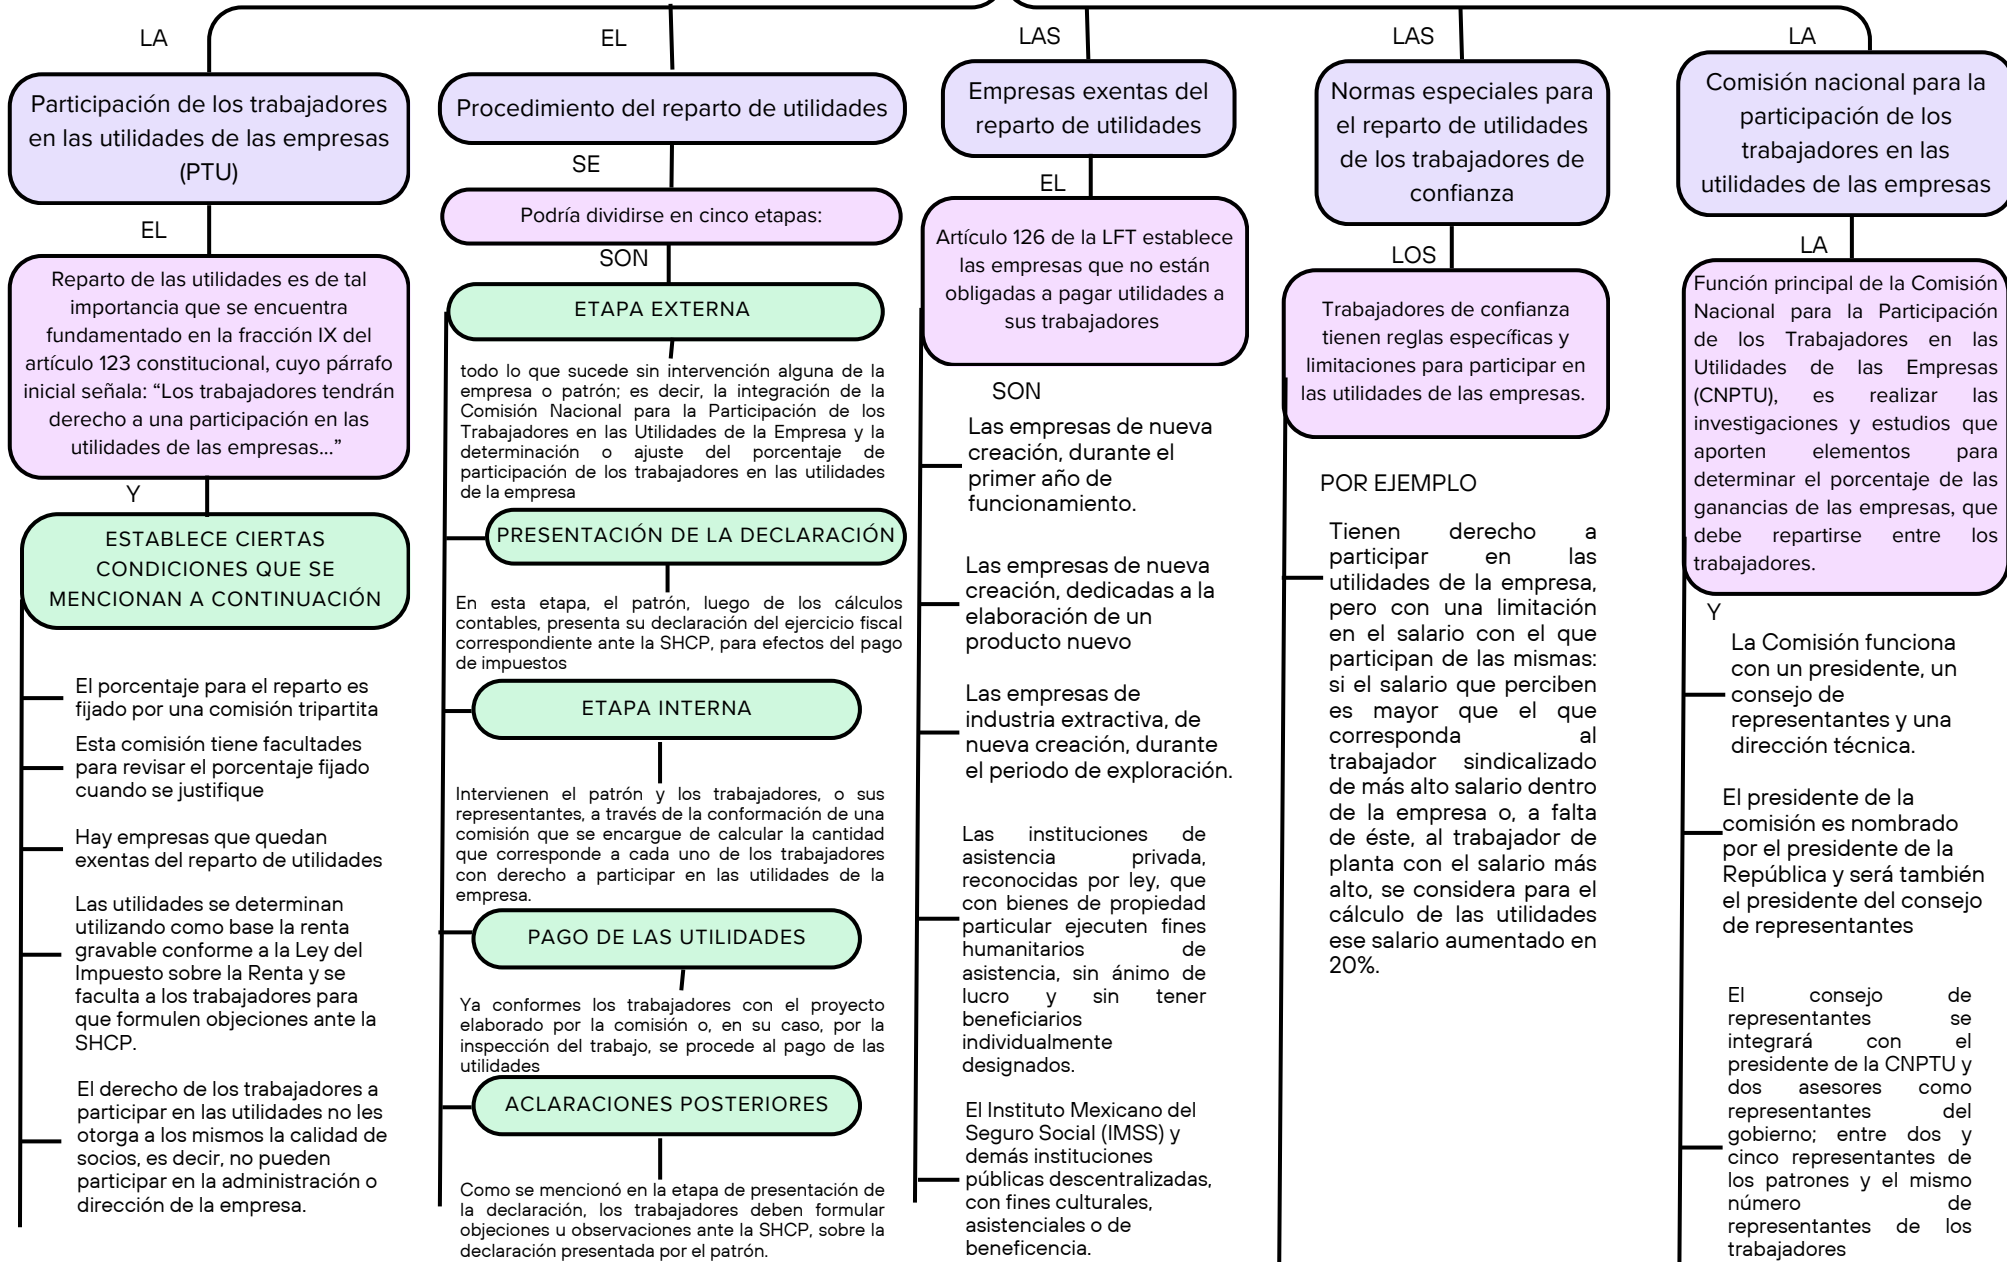 LA
Participación de los trabajadores
en las utilidades de las empresas
(PTU)
EL
Reparto de las utilidades es de tal
importancia que se encuentra
fundamentado en la fracción IX del
artículo 123 constitucional, cuyo párrafo
inicial señala: “Los trabajadores tendrán
derecho a una participación en las
utilidades de las empresas...”
Y
ESTABLECE CIERTAS
CONDICIONES QUE SE
MENCIONAN A CONTINUACIÓN
El porcentaje para el reparto es
fijado por una comisión tripartita
Esta comisión tiene facultades
para revisar el porcentaje fijado
cuando se justifique
Hay empresas que quedan
exentas del reparto de utilidades
Las utilidades se determinan
utilizando como base la renta
gravable conforme a la Ley del
Impuesto sobre la Renta y se
faculta a los trabajadores para
que formulen objeciones ante la
SHCP.
El derecho de los trabajadores a
participar en las utilidades no les
otorga a los mismos la calidad de
socios, es decir, no pueden
participar en la administración o
dirección de la empresa.
EL
Procedimiento del reparto de utilidades
SE
Podría dividirse en cinco etapas:
SON
ETAPA EXTERNA
todo lo que sucede sin intervención alguna de la
empresa o patrón; es decir, la integración de la
Comisión Nacional para la Participación de los
Trabajadores en las Utilidades de la Empresa y la
determinación o ajuste del porcentaje de
participación de los trabajadores en las utilidades
de la empresa
PRESENTACIÓN DE LA DECLARACIÓN
En esta etapa, el patrón, luego de los cálculos
contables, presenta su declaración del ejercicio fiscal
correspondiente ante la SHCP, para efectos del pago
de impuestos
ETAPA INTERNA
Intervienen el patrón y los trabajadores, o sus
representantes, a través de la conformación de una
comisión que se encargue de calcular la cantidad
que corresponde a cada uno de los trabajadores
con derecho a participar en las utilidades de la
empresa.
PAGO DE LAS UTILIDADES
Ya conformes los trabajadores con el proyecto
elaborado por la comisión o, en su caso, por la
inspección del trabajo, se procede al pago de las
utilidades
ACLARACIONES POSTERIORES
Como se mencionó en la etapa de presentación de
la declaración, los trabajadores deben formular
objeciones u observaciones ante la SHCP, sobre la
declaración presentada por el patrón.
LAS
Empresas exentas del
reparto de utilidades
EL
Artículo 126 de la LFT establece
las empresas que no están
obligadas a pagar utilidades a
sus trabajadores
SON
Las empresas de nueva
creación, durante el
primer año de
funcionamiento.
Las empresas de nueva
creación, dedicadas a la
elaboración de un
producto nuevo
Las empresas de
industria extractiva, de
nueva creación, durante
el periodo de exploración.
Las instituciones de
asistencia privada,
reconocidas por ley, que
con bienes de propiedad
particular ejecuten fines
humanitarios de
asistencia, sin ánimo de
lucro y sin tener
beneficiarios
individualmente
designados.
El Instituto Mexicano del
Seguro Social (IMSS) y
demás instituciones
públicas descentralizadas,
con fines culturales,
asistenciales o de
beneficencia.
LAS
Normas especiales para
el reparto de utilidades
de los trabajadores de
confianza
LOS
Trabajadores de confianza
tienen reglas específicas y
limitaciones para participar en
las utilidades de las empresas.
POR EJEMPLO
Tienen derecho a
participar en las
utilidades de la empresa,
pero con una limitación
en el salario con el que
participan de las mismas:
si el salario que perciben
es mayor que el que
corresponda al
trabajador sindicalizado
de más alto salario dentro
de la empresa o, a falta
de éste, al trabajador de
planta con el salario más
alto, se considera para el
cálculo de las utilidades
ese salario aumentado en
20%.
LA
Comisión nacional para la
participación de los
trabajadores en las
utilidades de las empresas
LA
Función principal de la Comisión
Nacional para la Participación
de los Trabajadores en las
Utilidades de las Empresas
(CNPTU), es realizar las
investigaciones y estudios que
aporten elementos para
determinar el porcentaje de las
ganancias de las empresas, que
debe repartirse entre los
trabajadores.
Y
La Comisión funciona
con un presidente, un
consejo de
representantes y una
dirección técnica.
El presidente de la
comisión es nombrado
por el presidente de la
República y será también
el presidente del consejo
de representantes
El consejo de
representantes se
integrará con el
presidente de la CNPTU y
dos asesores como
representantes del
gobierno; entre dos y
cinco representantes de
los patrones y el mismo
número de
representantes de los
trabajadores